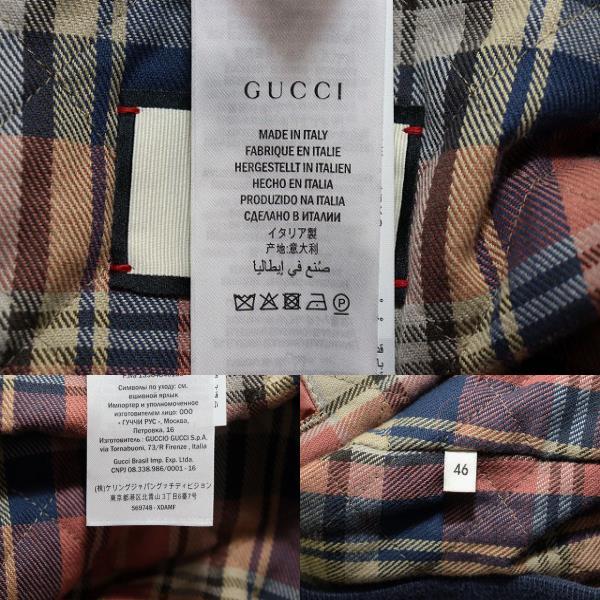 GUCCI
MADE IN ITALY
FABRIQUE EN ITALIE
HERGESTELLT IN ITALIEN
HECHO EN ITALIA
PRODUZIDO NA ITALIA
СДЕЛАНО В ИТАЛИИ
イタリア製
产地:意大利
صنع في إيطاليا
Символы по уходу: см.
вшивной ярлык
Импортер и уполномоченное
изготовителем лицо: ООО
"ГУЧЧИ РУС", Москва,
Петровка, 16
Изготовитель: GUCCIO GUCCI S.p.A.
via Tornabuoni, 73/R Firenze, Italia
Gucci Brasil Imp. Exp. Ltda.
CNPJ 08.338.986/0001-16
(株)ケリングジャパングッチディビジョン
東京都港区北青山3丁目6番7号
569748 - XDAMF
46